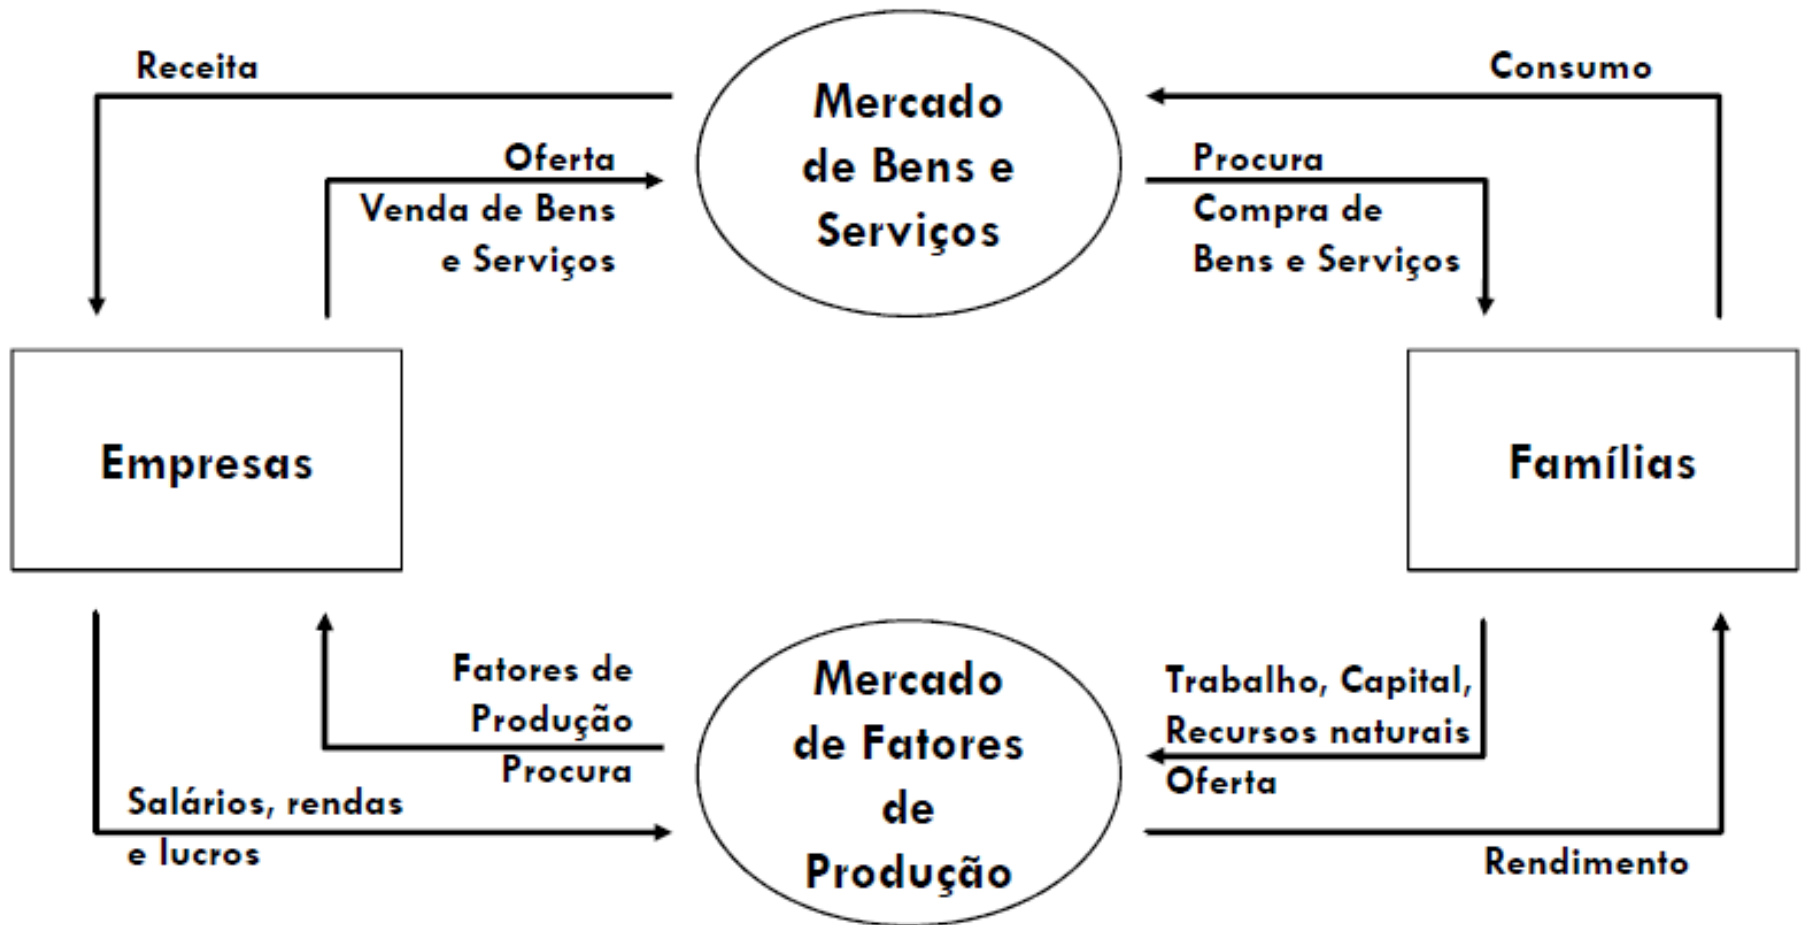 Receita
Consumo
Mercado
de Bens e
Serviços
Oferta
Venda de Bens
e Serviços
Procura
Compra de
Bens e Serviços
Empresas
Famílias
Fatores de
Produção
Procura
Salários, rendas
e lucros
Mercado
de Fatores
de
Produção
Trabalho, Capital,
Recursos naturais
Oferta
Rendimento